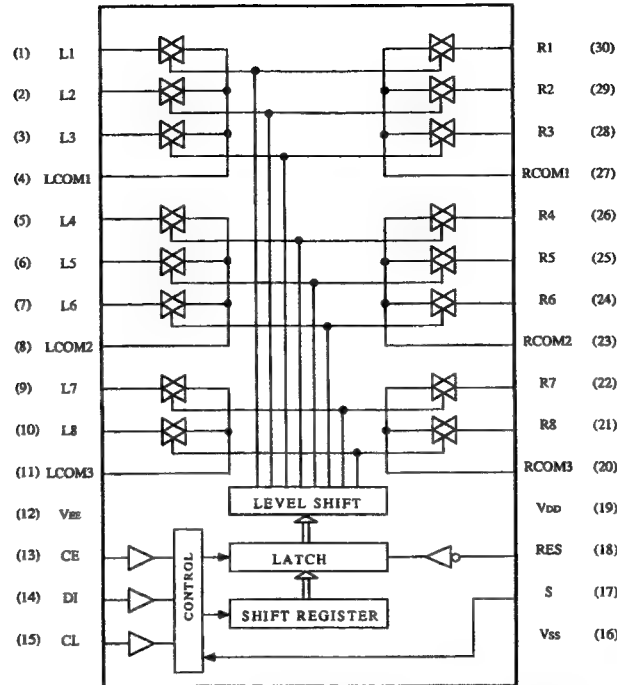 (1) L1 R1 (30)
(2) L2 R2 (29)
(3) L3 R3 (28)
(4) LCOM1 RCOM1 (27)
(5) L4 R4 (26)
(6) L5 R5 (25)
(7) L6 R6 (24)
(8) LCOM2 RCOM2 (23)
(9) L7 R7 (22)
(10) L8 R8 (21)
(11) LCOM3 RCOM3 (20)
LEVEL SHIFT
(12) VEE VDD (19)
(13) CE LATCH RES (18)
CONTROL
(14) DI SHIFT REGISTER S (17)
(15) CL VSS (16)